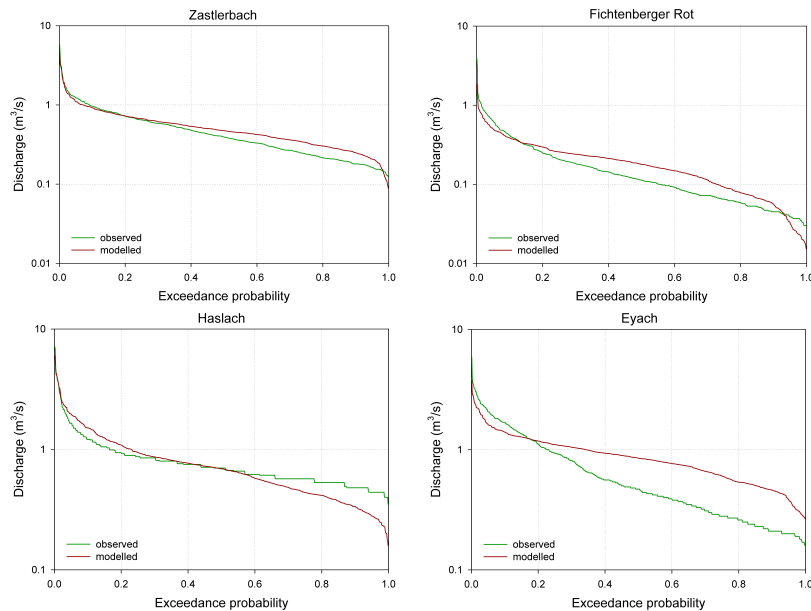 Zastlerbach
10
1
0.1
0.01
Discharge (m³/s)
observed
modelled
0.0 0.2 0.4 0.6 0.8 1.0
Exceedance probability
Fichtenberger Rot
10
1
0.1
0.01
Discharge (m³/s)
observed
modelled
0.0 0.2 0.4 0.6 0.8 1.0
Exceedance probability
Haslach
10
1
0.1
Discharge (m³/s)
observed
modelled
0.0 0.2 0.4 0.6 0.8 1.0
Exceedance probability
Eyach
10
1
0.1
Discharge (m³/s)
observed
modelled
0.0 0.2 0.4 0.6 0.8 1.0
Exceedance probability